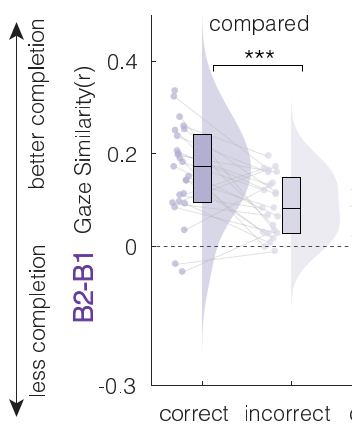 compared
***
better completion
less completion
Gaze Similarity(r)
B2-B1
0.4
0.2
0
-0.3
correct
incorrect